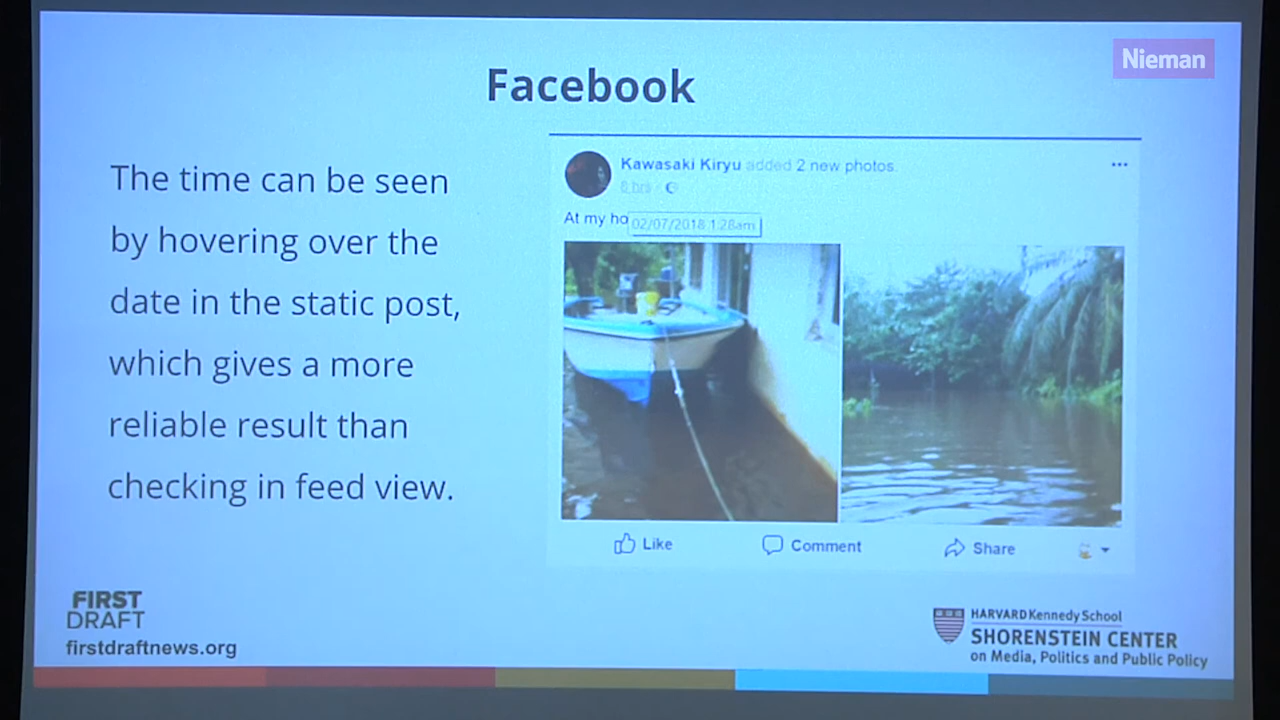 Nieman
Facebook
The time can be seen
by hovering over the
date in the static post,
which gives a more
reliable result than
checking in feed view.
Kawasaki Kiryu added 2 new photos.
6 hrs
At my ho
02/07/2018 1:28am
Like
Comment
Share
FIRST
DRAFT
firstdraftnews.org
HARVARD Kennedy School
SHORENSTEIN CENTER
on Media, Politics and Public Policy